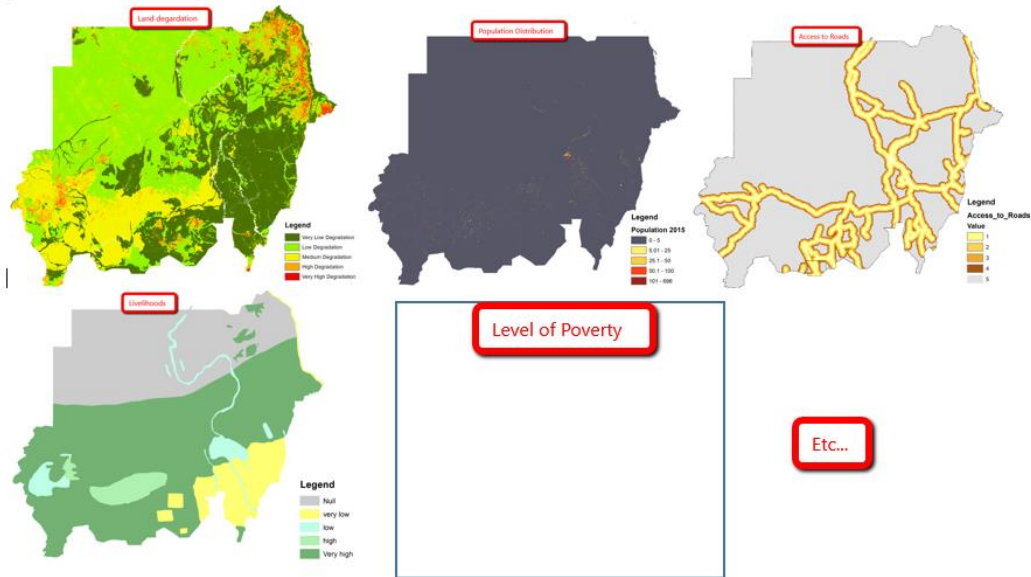 Land degardation
Legend
Very Low Degradation
Low Degradation
Medium Degradation
High Degradation
Very High Degradation
Population Distribution
Legend
Population 2015
0 - 5
5.01 - 25
25.1 - 50
50.1 - 100
101 - 696
Access to Roads
Legend
Access_to_Roads
Value
1
2
3
4
5
Livelihoods
Legend
Null
very low
low
high
Very high
Level of Poverty
Etc...